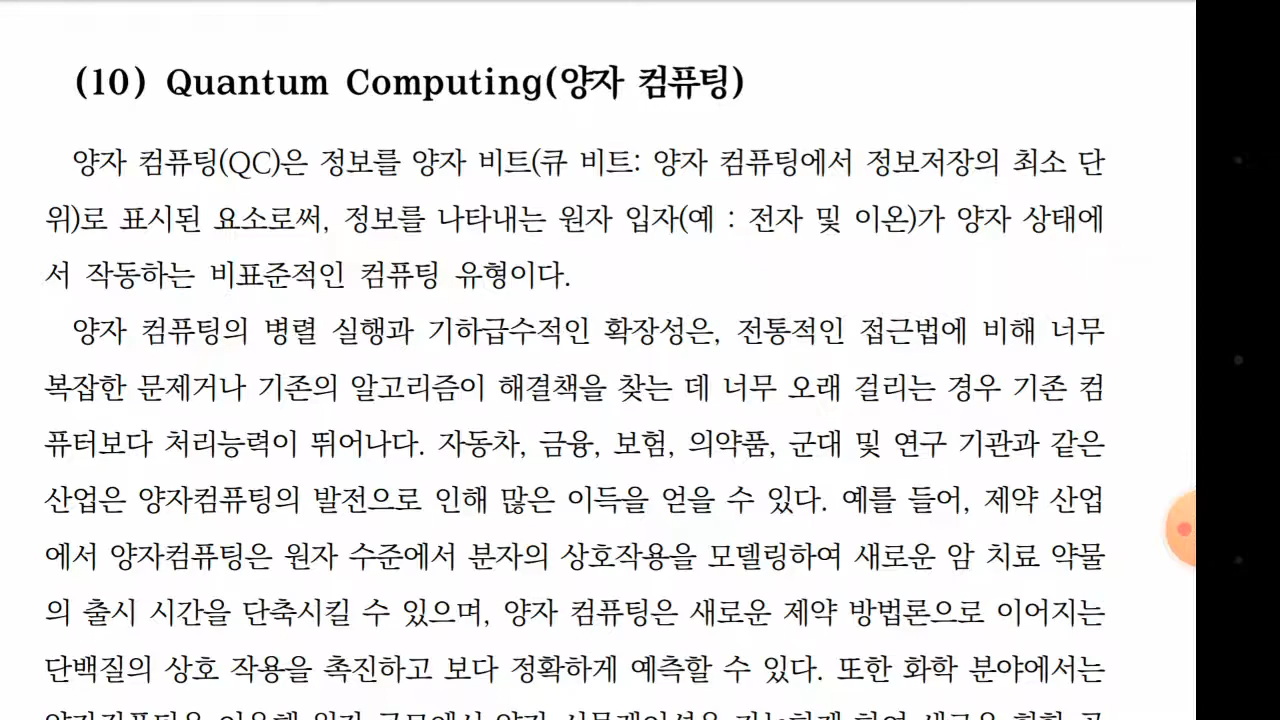 (10) Quantum Computing(양자 컴퓨팅)
양자 컴퓨팅(QC)은 정보를 양자 비트(큐 비트: 양자 컴퓨팅에서 정보저장의 최소 단
위)로 표시된 요소로써, 정보를 나타내는 원자 입자(예 : 전자 및 이온)가 양자 상태에
서 작동하는 비표준적인 컴퓨팅 유형이다.
양자 컴퓨팅의 병렬 실행과 기하급수적인 확장성은, 전통적인 접근법에 비해 너무
복잡한 문제거나 기존의 알고리즘이 해결책을 찾는 데 너무 오래 걸리는 경우 기존 컴
퓨터보다 처리능력이 뛰어나다. 자동차, 금융, 보험, 의약품, 군대 및 연구 기관과 같은
산업은 양자컴퓨팅의 발전으로 인해 많은 이득을 얻을 수 있다. 예를 들어, 제약 산업
에서 양자컴퓨팅은 원자 수준에서 분자의 상호작용을 모델링하여 새로운 암 치료 약물
의 출시 시간을 단축시킬 수 있으며, 양자 컴퓨팅은 새로운 제약 방법론으로 이어지는
단백질의 상호 작용을 촉진하고 보다 정확하게 예측할 수 있다. 또한 화학 분야에서는